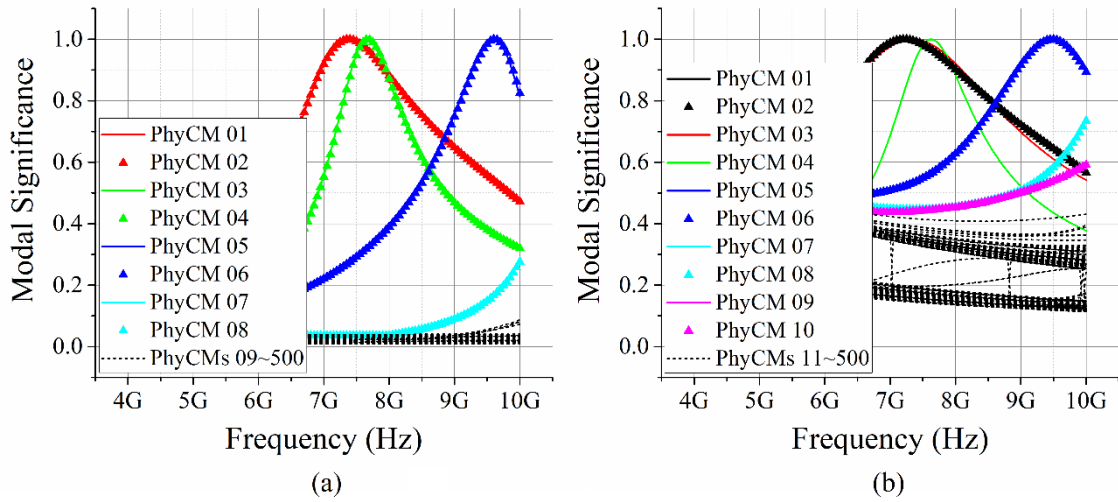 Modal Significance
1.0
0.8
0.6
0.4
0.2
0.0
PhyCM 01
PhyCM 02
PhyCM 03
PhyCM 04
PhyCM 05
PhyCM 06
PhyCM 07
PhyCM 08
PhyCMs 09~500
4G 5G 6G 7G 8G 9G 10G
Frequency (Hz)
(a)
Modal Significance
1.0
0.8
0.6
0.4
0.2
0.0
PhyCM 01
PhyCM 02
PhyCM 03
PhyCM 04
PhyCM 05
PhyCM 06
PhyCM 07
PhyCM 08
PhyCM 09
PhyCM 10
PhyCMs 11~500
4G 5G 6G 7G 8G 9G 10G
Frequency (Hz)
(b)